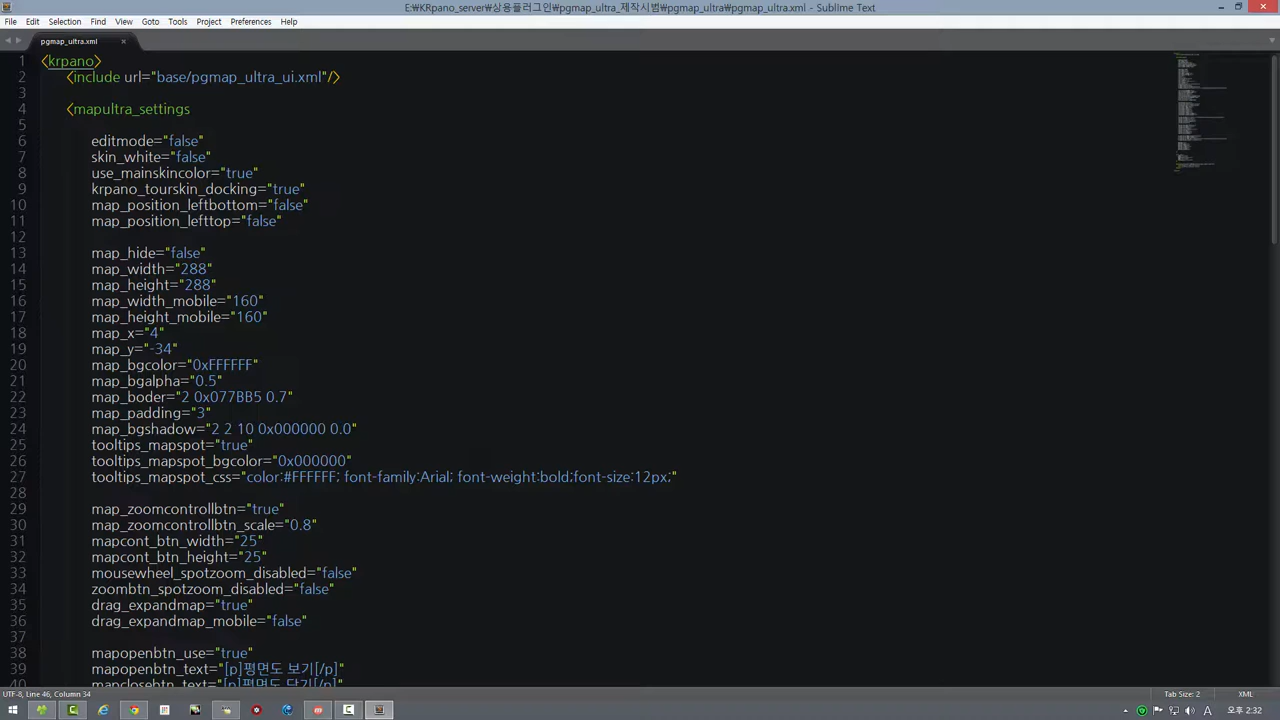 E:₩KRpano_server₩상용플러그인₩pgmap_ultra_제작시범₩pgmap_ultra₩pgmap_ultra.xml - Sublime Text
File Edit Selection Find View Goto Tools Project Preferences Help
pgmap_ultra.xml
1 <krpano>
2 <include url="base/pgmap_ultra_ui.xml"/>
3
4 <mapultra_settings
5
6 editmode="false"
7 skin_white="false"
8 use_mainskincolor="true"
9 krpano_tourskin_docking="true"
10 map_position_leftbottom="false"
11 map_position_lefttop="false"
12
13 map_hide="false"
14 map_width="288"
15 map_height="288"
16 map_width_mobile="160"
17 map_height_mobile="160"
18 map_x="4"
19 map_y="-34"
20 map_bgcolor="0xFFFFFF"
21 map_bgalpha="0.5"
22 map_boder="2 0x077BB5 0.7"
23 map_padding="3"
24 map_bgshadow="2 2 10 0x000000 0.0"
25 tooltips_mapspot="true"
26 tooltips_mapspot_bgcolor="0x000000"
27 tooltips_mapspot_css="color:#FFFFFF; font-family:Arial; font-weight:bold;font-size:12px;"
28
29 map_zoomcontrollbtn="true"
30 map_zoomcontrollbtn_scale="0.8"
31 mapcont_btn_width="25"
32 mapcont_btn_height="25"
33 mousewheel_spotzoom_disabled="false"
34 zoombtn_spotzoom_disabled="false"
35 drag_expandmap="true"
36 drag_expandmap_mobile="false"
37
38 mapopenbtn_use="true"
39 mapopenbtn_text="[p]평면도 보기[/p]"
40 mapclosebtn_text="[p]평면도 닫기[/p]"
UTF-8, Line 46, Column 34 Tab Size: 2 XML
A 오후 2:32